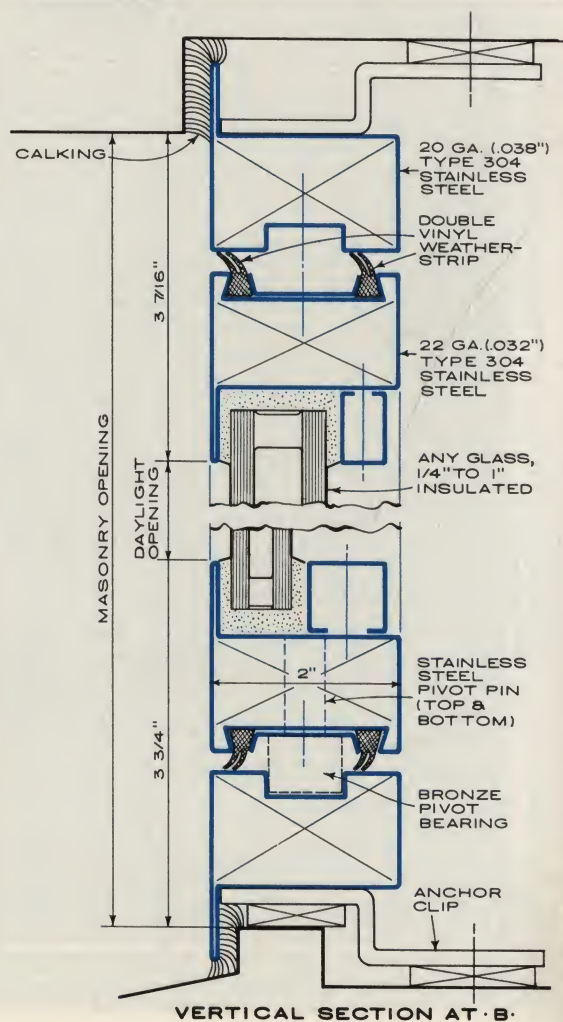 CALKING
20 GA. (.038")
TYPE 304
STAINLESS
STEEL
DOUBLE
VINYL
WEATHER-
STRIP
3 7/16"
22 GA.(.032")
TYPE 304
STAINLESS
STEEL
MASONRY OPENING
DAYLIGHT
OPENING
ANY GLASS,
1/4" TO 1"
INSULATED
2"
STAINLESS
STEEL
PIVOT PIN
(TOP &
BOTTOM)
3 3/4"
BRONZE
PIVOT
BEARING
ANCHOR
CLIP
VERTICAL SECTION AT·B·